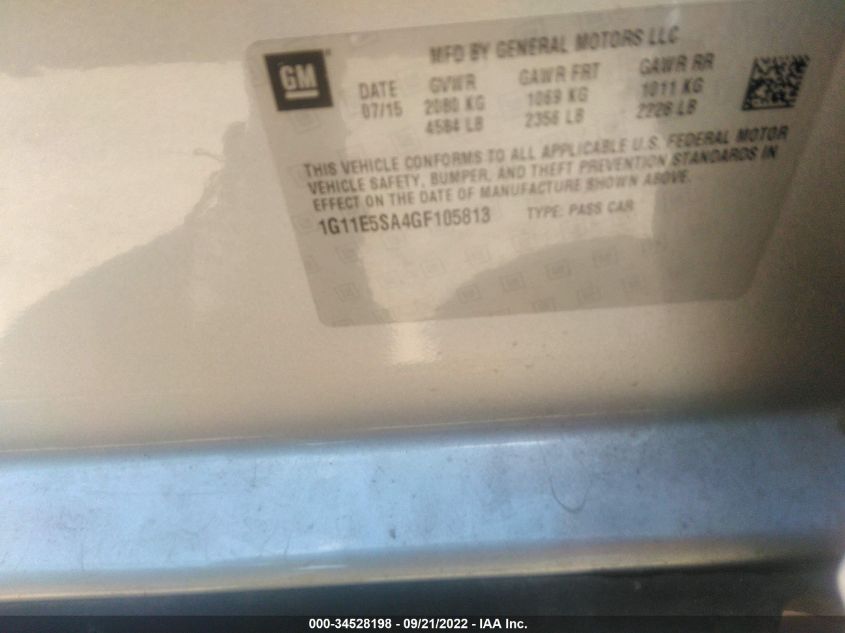 GM
MFD BY GENERAL MOTORS LLC
DATE GVWR GAWR FRT GAWR RR
07/15 2080 KG 1069 KG 1011 KG
4584 LB 2356 LB 2228 LB
THIS VEHICLE CONFORMS TO ALL APPLICABLE U.S. FEDERAL MOTOR
VEHICLE SAFETY, BUMPER, AND THEFT PREVENTION STANDARDS IN
EFFECT ON THE DATE OF MANUFACTURE SHOWN ABOVE.
1G11E5SA4GF105813 TYPE: PASS CAR
000-34528198 - 09/21/2022 - IAA Inc.